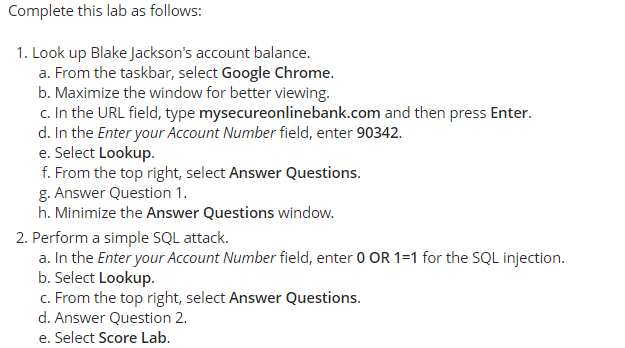 Complete this lab as follows:
1. Look up Blake Jackson's account balance.
a. From the taskbar, select Google Chrome.
b. Maximize the window for better viewing.
c. In the URL field, type mysecureonlinebank.com and then press Enter.
d. In the Enter your Account Number field, enter 90342.
e. Select Lookup.
f. From the top right, select Answer Questions.
g. Answer Question 1.
h. Minimize the Answer Questions window.
2. Perform a simple SQL attack.
a. In the Enter your Account Number field, enter 0 OR 1=1 for the SQL injection.
b. Select Lookup.
c. From the top right, select Answer Questions.
d. Answer Question 2.
e. Select Score Lab.